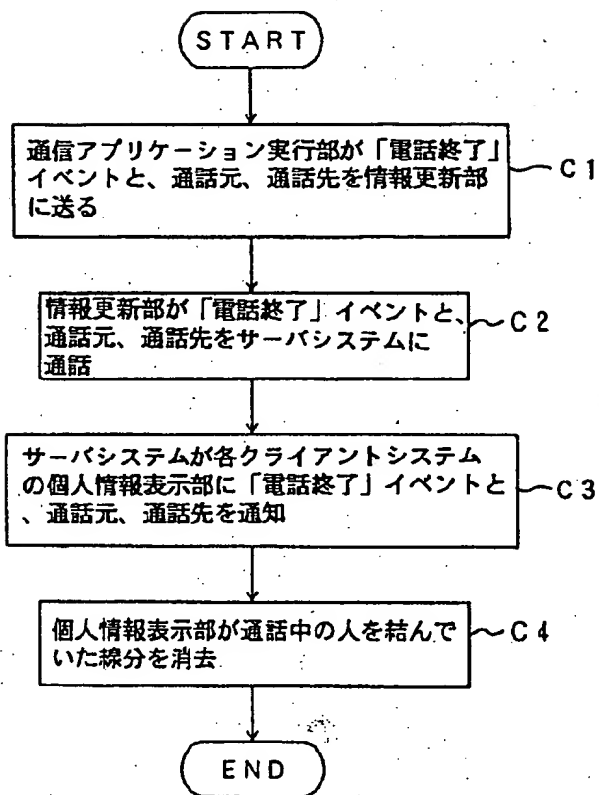 START
通信アプリケーション実行部が「電話終了」
イベントと、通話元、通話先を情報更新部
に送る
C1
情報更新部が「電話終了」イベントと、
通話元、通話先をサーバシステムに
通話
C2
サーバシステムが各クライアントシステム
の個人情報表示部に「電話終了」イベントと
、通話元、通話先を通知
C3
個人情報表示部が通話中の人を結んで
いた線分を消去
C4
END